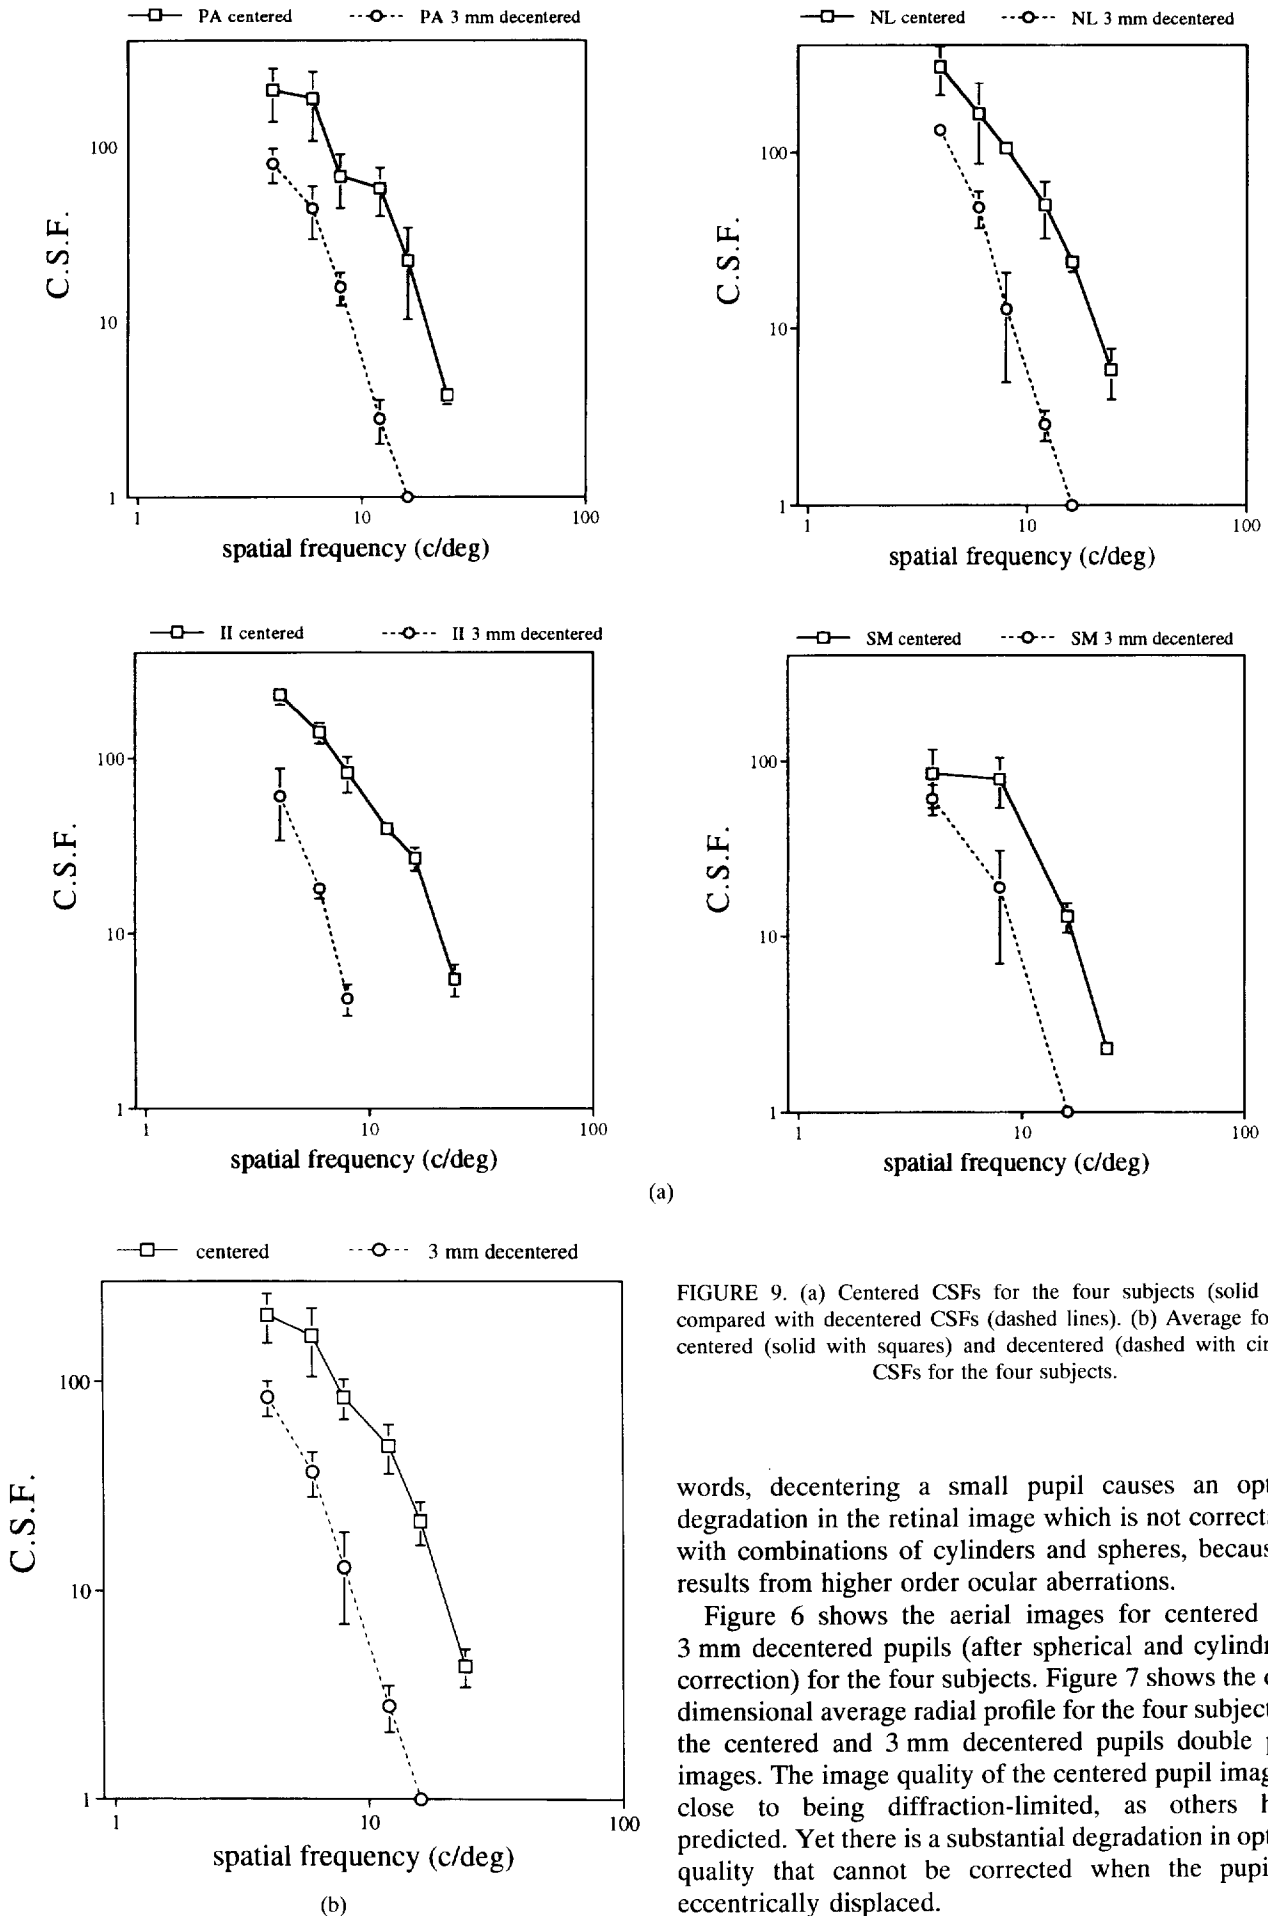 PA centered PA 3 mm decentered
100
10
1
C.S.F.
1 10 100
spatial frequency (c/deg)
NL centered NL 3 mm decentered
100
10
1
C.S.F.
1 10 100
spatial frequency (c/deg)
II centered II 3 mm decentered
100
10
1
C.S.F.
1 10 100
spatial frequency (c/deg)
SM centered SM 3 mm decentered
100
10
1
C.S.F.
1 10 100
spatial frequency (c/deg)
(a)
centered 3 mm decentered
100
10
1
C.S.F.
1 10 100
spatial frequency (c/deg)
(b)
FIGURE 9. (a) Centered CSFs for the four subjects (solid
compared with decentered CSFs (dashed lines). (b) Average fo
centered (solid with squares) and decentered (dashed with cir
CSFs for the four subjects.
words, decentering a small pupil causes an opt
degradation in the retinal image which is not correcta
with combinations of cylinders and spheres, becaus
results from higher order ocular aberrations.
Figure 6 shows the aerial images for centered
3 mm decentered pupils (after spherical and cylindr
correction) for the four subjects. Figure 7 shows the
dimensional average radial profile for the four subject
the centered and 3 mm decentered pupils double
images. The image quality of the centered pupil imag
close to being diffraction-limited, as others h
predicted. Yet there is a substantial degradation in opt
quality that cannot be corrected when the pupi
eccentrically displaced.